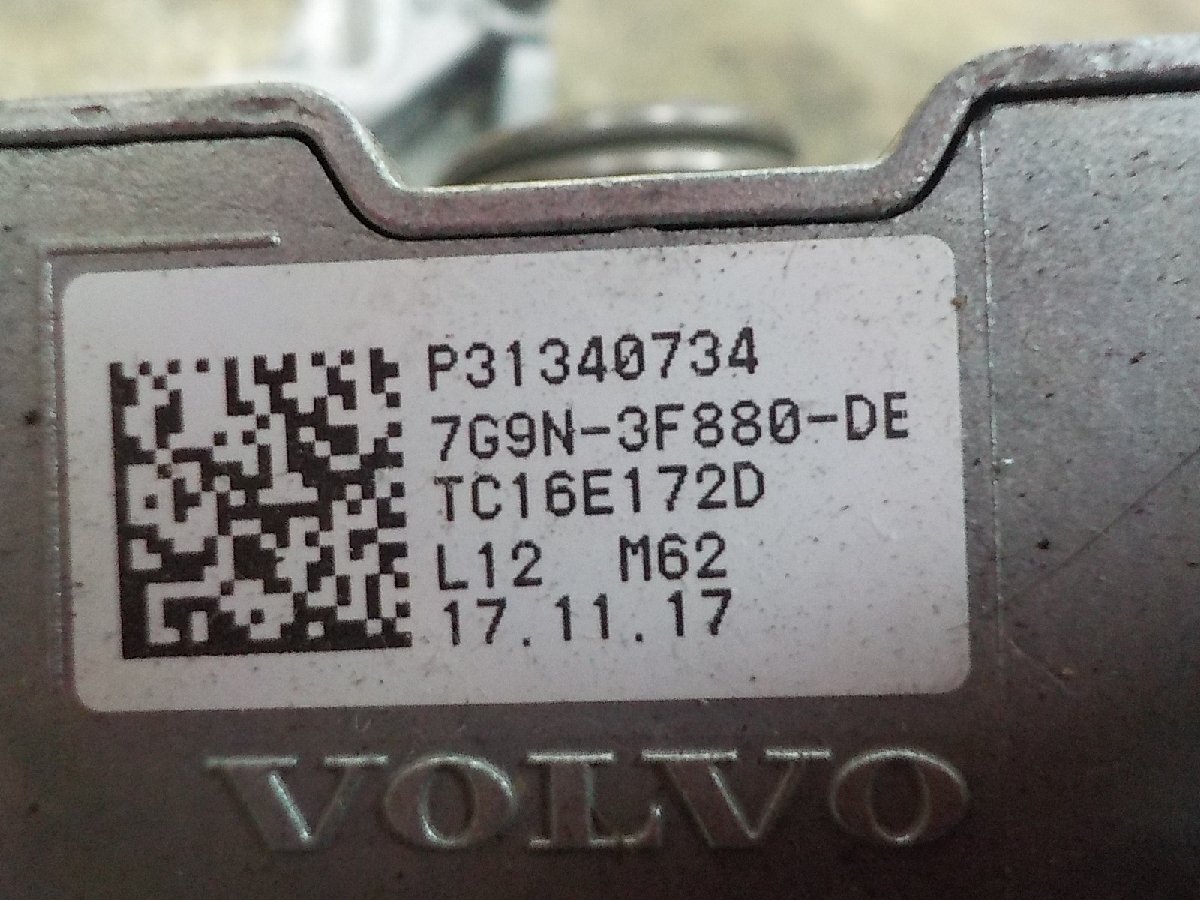 P31340734
7G9N-3F880-DE
TC16E172D
L12 M62
17.11.17
VOLVO